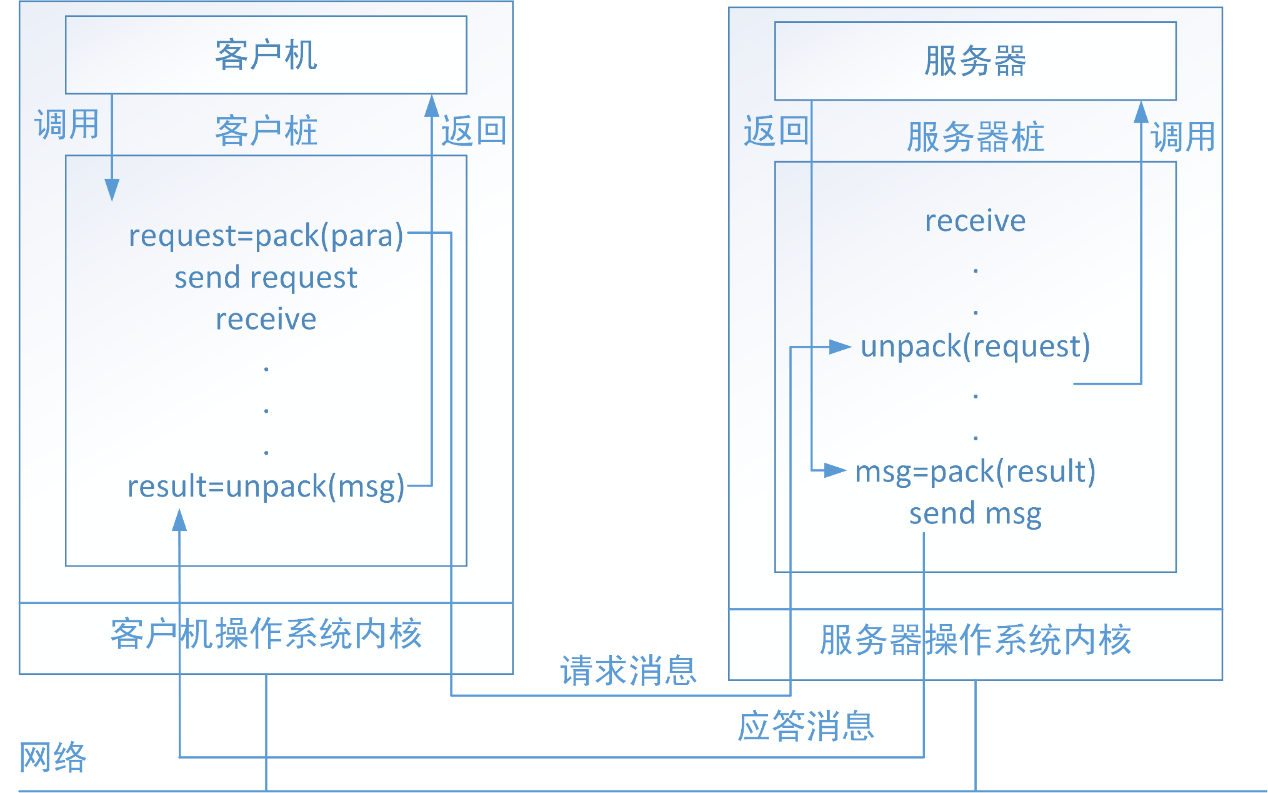 客户机
调用
客户桩
返回
request=pack(para)
send request
receive
.
.
.
result=unpack(msg)
客户机操作系统内核
服务器
返回
服务器桩
调用
receive
.
.
unpack(request)
.
.
msg=pack(result)
send msg
服务器操作系统内核
请求消息
应答消息
网络